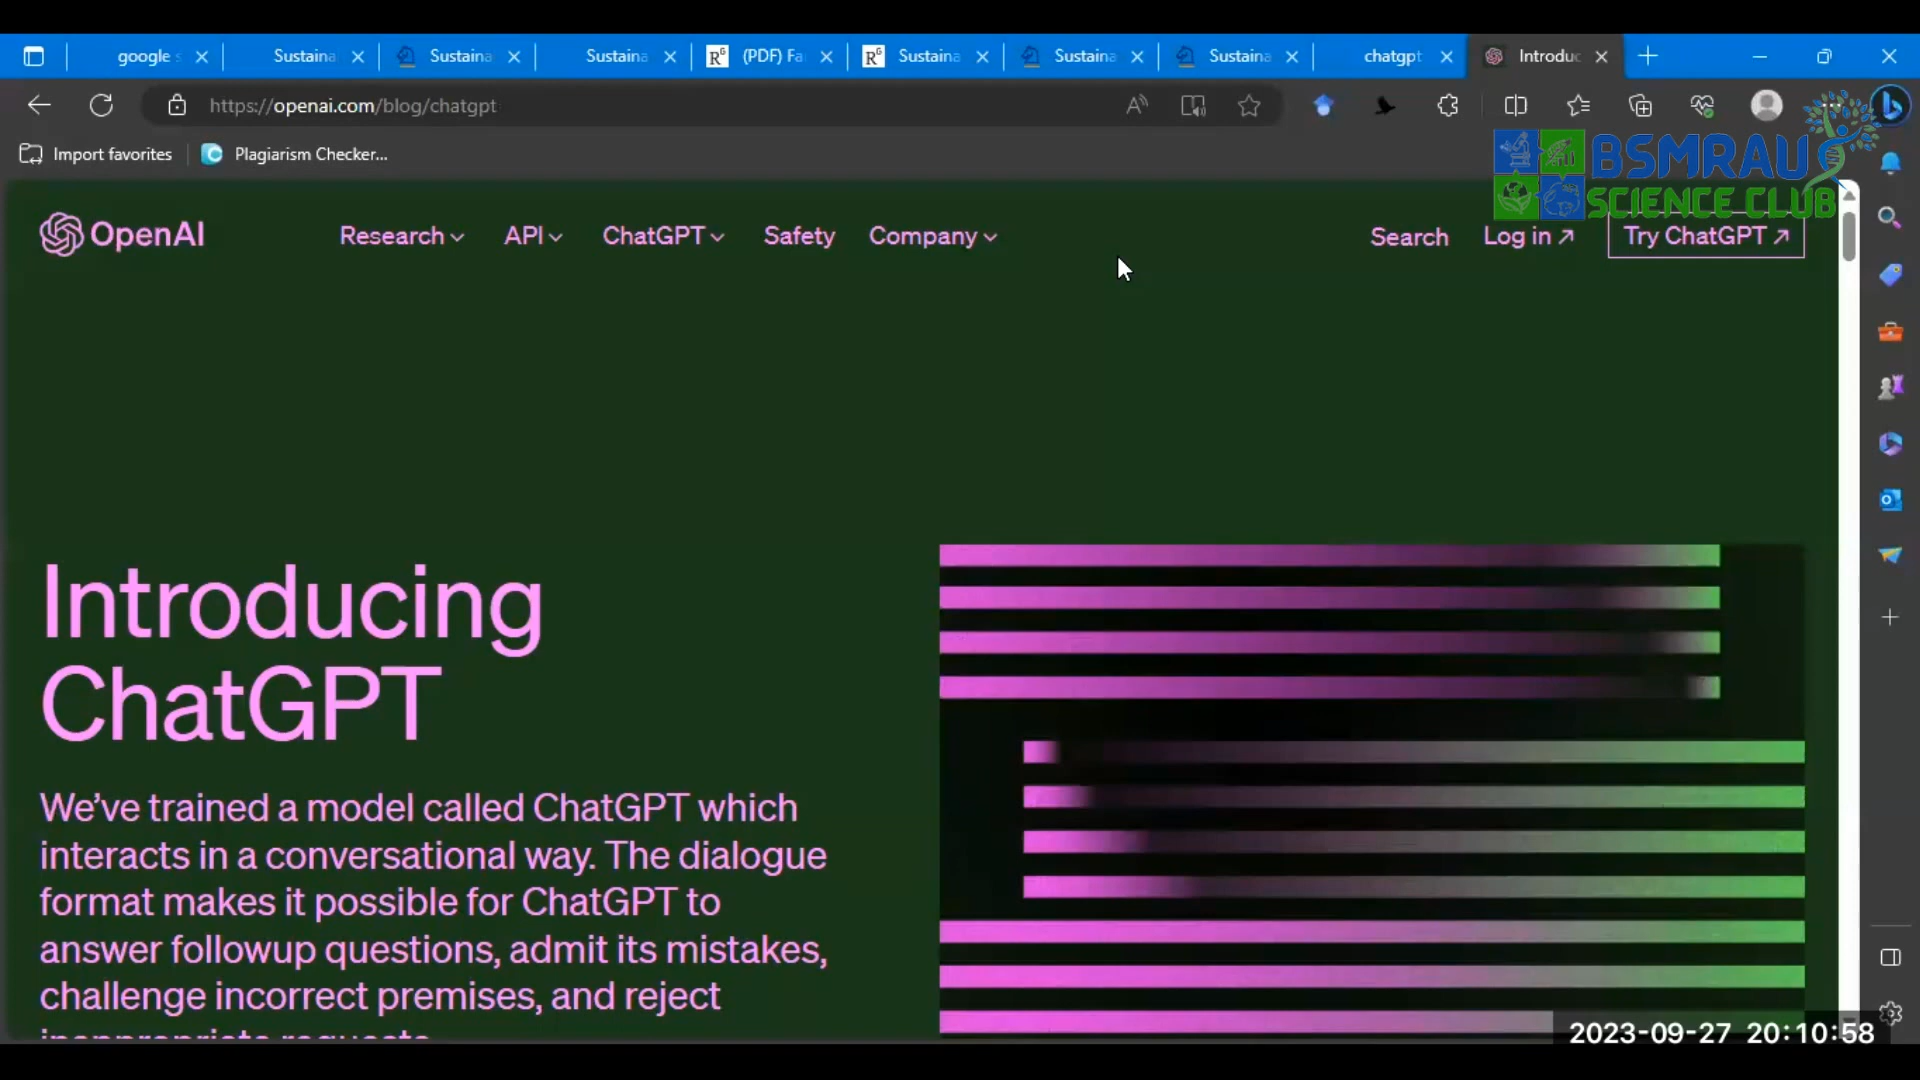 google s
Sustaina
Sustaina
Sustaina
R^G (PDF) Fa
R^G Sustaina
Sustaina
Sustaina
chatgpt
Introduc
https://openai.com/blog/chatgpt
Import favorites
Plagiarism Checker...
BSMRAU
SCIENCE CLUB
OpenAI
Research
API
ChatGPT
Safety
Company
Search
Log in ↗
Try ChatGPT ↗
Introducing
ChatGPT
We've trained a model called ChatGPT which
interacts in a conversational way. The dialogue
format makes it possible for ChatGPT to
answer followup questions, admit its mistakes,
challenge incorrect premises, and reject
inappropriate requests.
2023-09-27 20:10:58